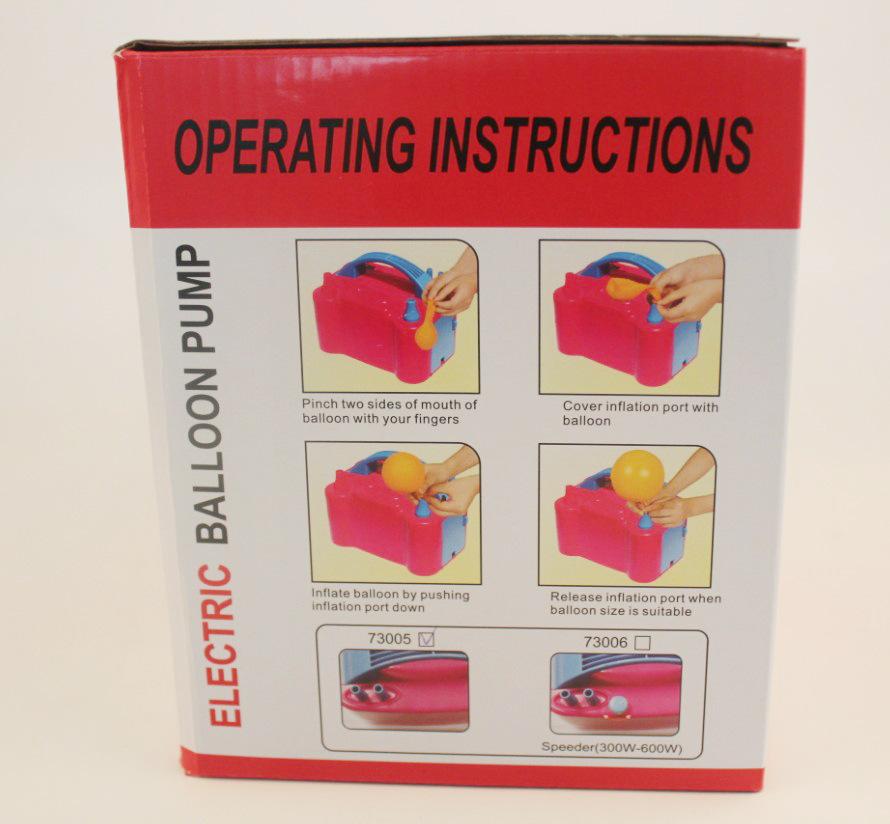 OPERATING INSTRUCTIONS
ELECTRIC BALLOON PUMP
Pinch two sides of mouth of
balloon with your fingers
Cover inflation port with
balloon
Inflate balloon by pushing
inflation port down
Release inflation port when
balloon size is suitable
73005
73006
Speeder(300W-600W)